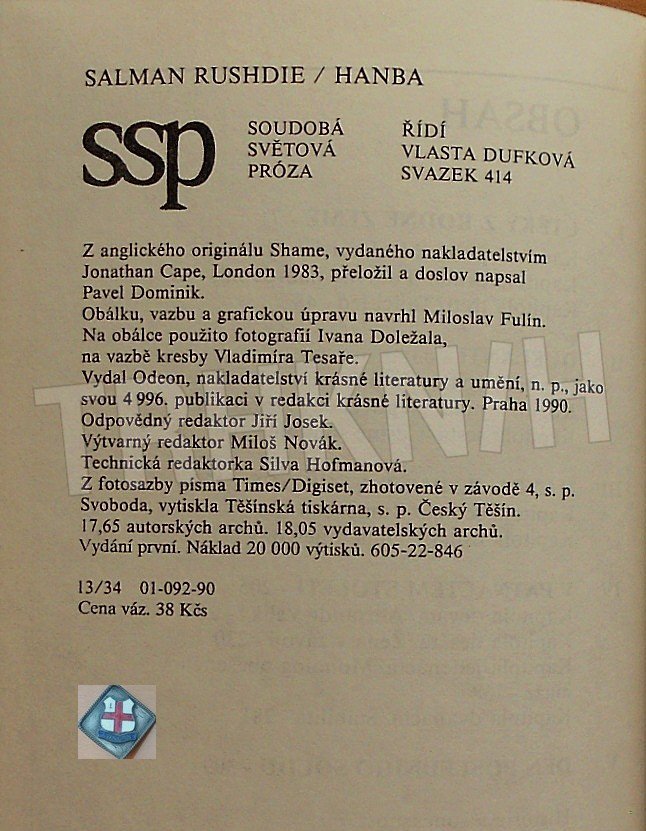 SALMAN RUSHDIE / HANBA
ssp
SOUDOBÁ
SVĚTOVÁ
PRÓZA
ŘÍDÍ
VLASTA DUFKOVÁ
SVAZEK 414
Z anglického originálu Shame, vydaného nakladatelstvím
Jonathan Cape, London 1983, přeložil a doslov napsal
Pavel Dominik.
Obálku, vazbu a grafickou úpravu navrhl Miloslav Fulín.
Na obálce použito fotografií Ivana Doležala,
na vazbě kresby Vladimíra Tesaře.
Vydal Odeon, nakladatelství krásné literatury a umění, n. p., jako
svou 4 996. publikaci v redakci krásné literatury. Praha 1990.
Odpovědný redaktor Jiří Josek.
Výtvarný redaktor Miloš Novák.
Technická redaktorka Silva Hofmanová.
Z fotosazby písma Times/Digiset, zhotovené v závodě 4, s. p.
Svoboda, vytiskla Těšínská tiskárna, s. p. Český Těšín.
17,65 autorských archů. 18,05 vydavatelských archů.
Vydání první. Náklad 20 000 výtisků. 605-22-846
13/34 01-092-90
Cena váz. 38 Kčs